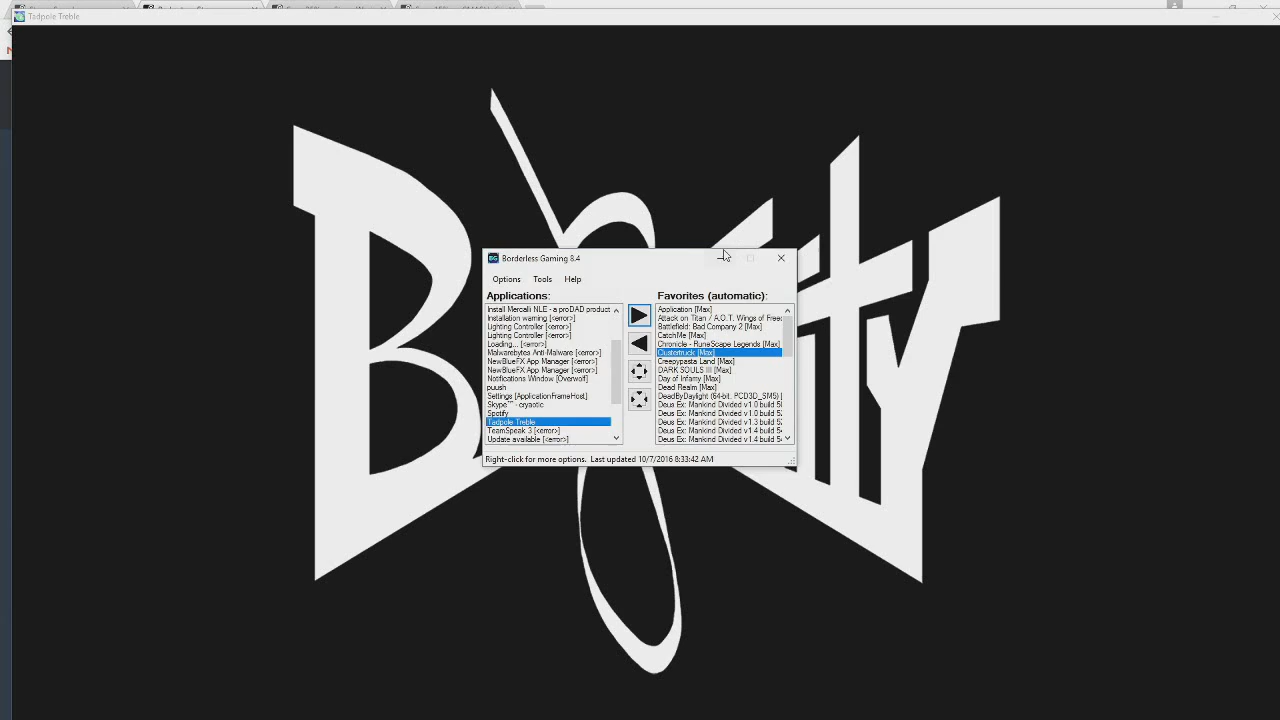 Tadpole Treble
Borderless Gaming 8.4
Options Tools Help
Applications:
Install Mercalli NLE - a proDAD product
Installation warning [<error>]
Lighting Controller [<error>]
Lighting Controller [<error>]
Loading... [<error>]
Malwarebytes Anti-Malware [<error>]
NewBlueFX App Manager [<error>]
NewBlueFX App Manager [<error>]
Notifications Window [Overwolf]
puush
Settings [ApplicationFrameHost]
Skype™ - cryaotic
Spotify
Tadpole Treble
TeamSpeak 3 [<error>]
Update available [<error>]
Favorites (automatic):
Application [Max]
Attack on Titan / A.O.T. Wings of Free
Battlefield: Bad Company 2 [Max]
CatchMe [Max]
Chronicle - RuneScape Legends [Max]
Clustertruck [Max]
Creepypasta Land [Max]
DARK SOULS III [Max]
Day of Infamy [Max]
Dead Realm [Max]
DeadByDaylight (64-bit, PCD3D_SM5) [
Deus Ex: Mankind Divided v1.0 build 5
Deus Ex: Mankind Divided v1.0 build 52
Deus Ex: Mankind Divided v1.3 build 52
Deus Ex: Mankind Divided v1.4 build 54
Deus Ex: Mankind Divided v1.4 build 54
Right-click for more options. Last updated 10/7/2016 8:33:42 AM